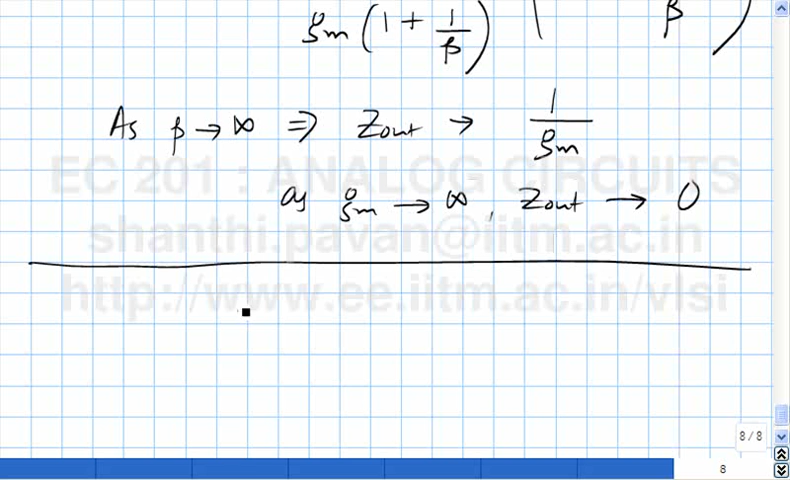 gm(1 + 1/β) ( β )
As β → ∞ ⇒ Zout → 1/gm
as gm → ∞, Zout → 0
EC 201 : ANALOG CIRCUITS
shanthi.pavan@iitm.ac.in
http://www.ee.iitm.ac.in/vlsi
8/8
8